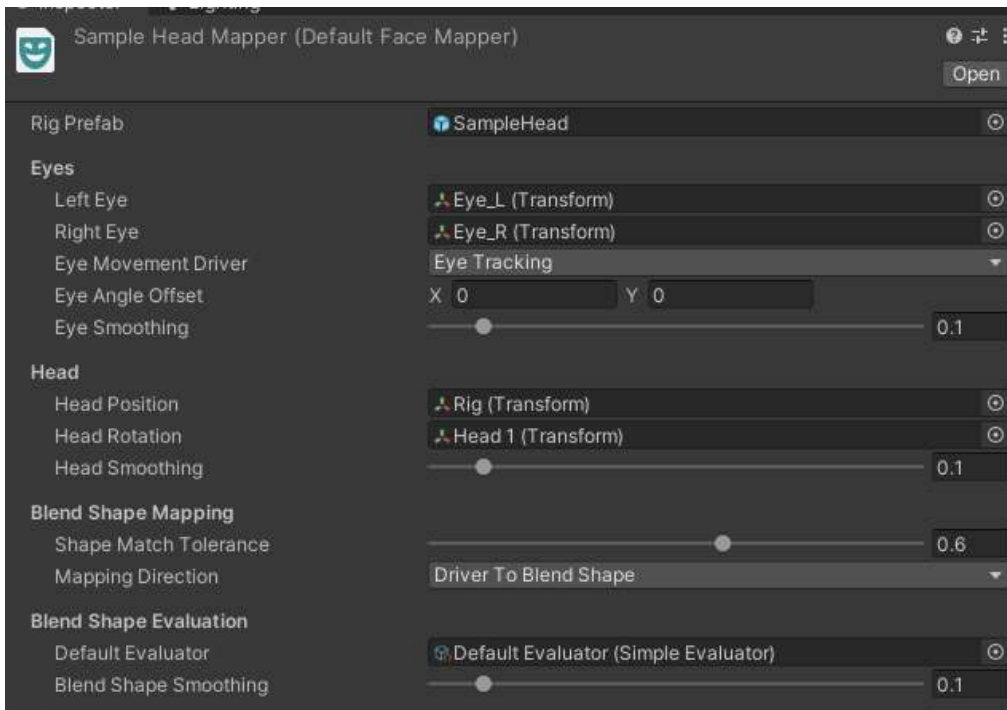 Inspector Lighting
Sample Head Mapper (Default Face Mapper)
Open
Rig Prefab SampleHead
Eyes
Left Eye Eye_L (Transform)
Right Eye Eye_R (Transform)
Eye Movement Driver Eye Tracking
Eye Angle Offset X 0 Y 0
Eye Smoothing 0.1
Head
Head Position Rig (Transform)
Head Rotation Head 1 (Transform)
Head Smoothing 0.1
Blend Shape Mapping
Shape Match Tolerance 0.6
Mapping Direction Driver To Blend Shape
Blend Shape Evaluation
Default Evaluator Default Evaluator (Simple Evaluator)
Blend Shape Smoothing 0.1